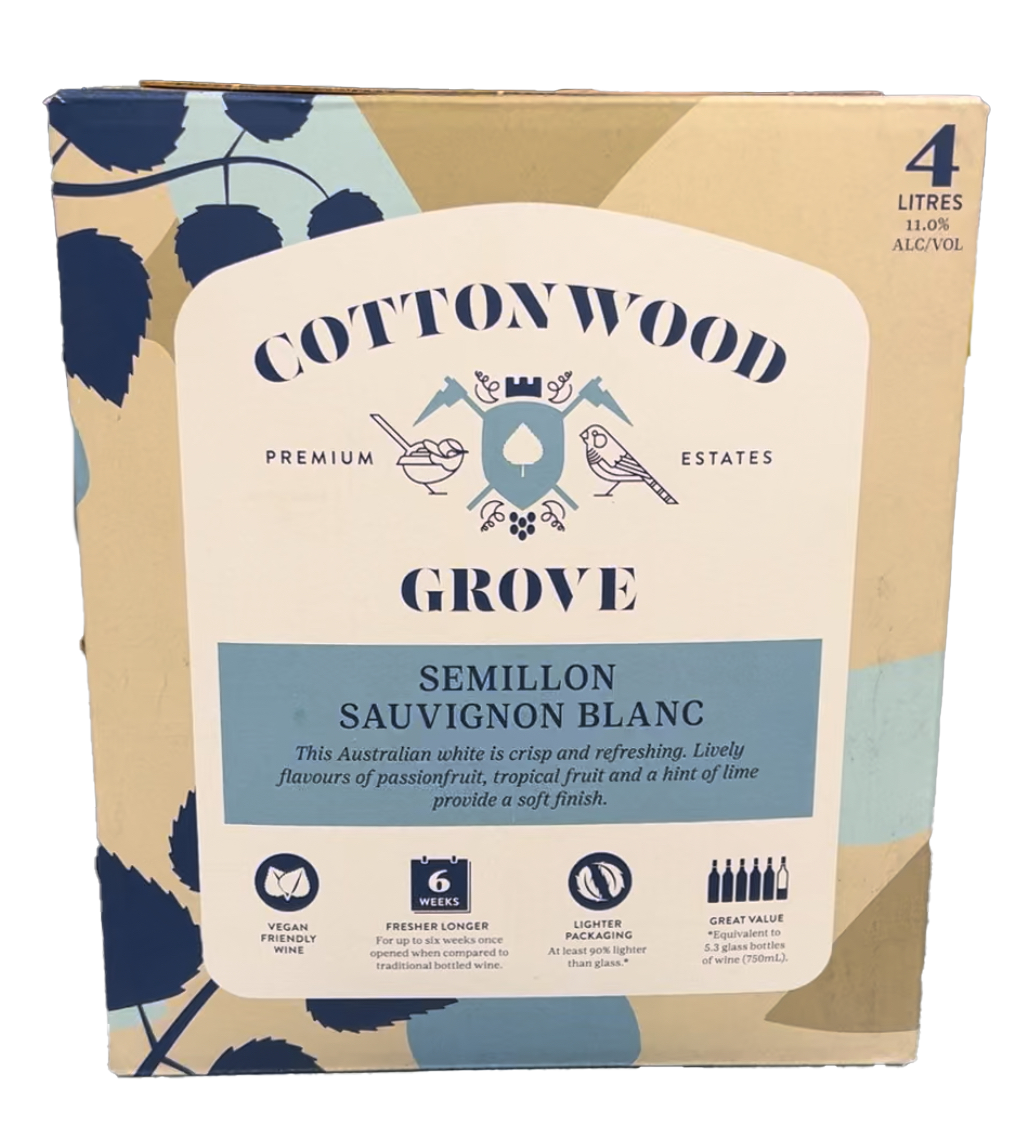 4
LITRES
11.0%
ALC/VOL
COTTONWOOD
PREMIUM ESTATES
GROVE
SEMILLON
SAUVIGNON BLANC
This Australian white is crisp and refreshing. Lively
flavours of passionfruit, tropical fruit and a hint of lime
provide a soft finish.
VEGAN
FRIENDLY
WINE
6
WEEKS
FRESHER LONGER
For up to six weeks once
opened when compared to
traditional bottled wine.
LIGHTER
PACKAGING
At least 90% lighter
than glass.*
GREAT VALUE
*Equivalent to
5.3 glass bottles
of wine (750mL).